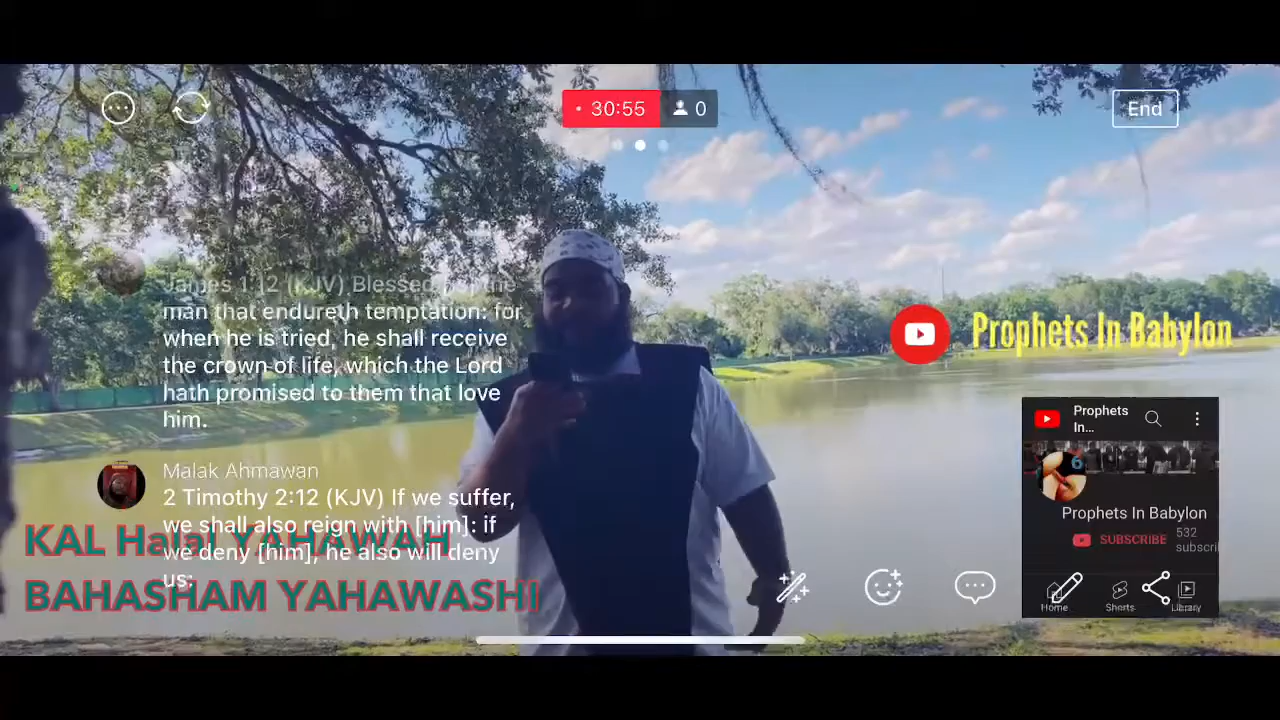 30:55
0
End
James 1:12 (KJV) Blessed the
man that endureth temptation: for
when he is tried, he shall receive
the crown of life, which the Lord
hath promised to them that love
him.
Malak Ahmawan
2 Timothy 2:12 (KJV) If we suffer,
we shall also reign with [him]: if
we deny [him], he also will deny
us:
KAL Halal YAHAWAH
BAHASHAM YAHAWASHI
Prophets In Babylon
Prophets
In...
6
Prophets In Babylon
SUBSCRIBE
532
subscri
Home
Shorts
Library